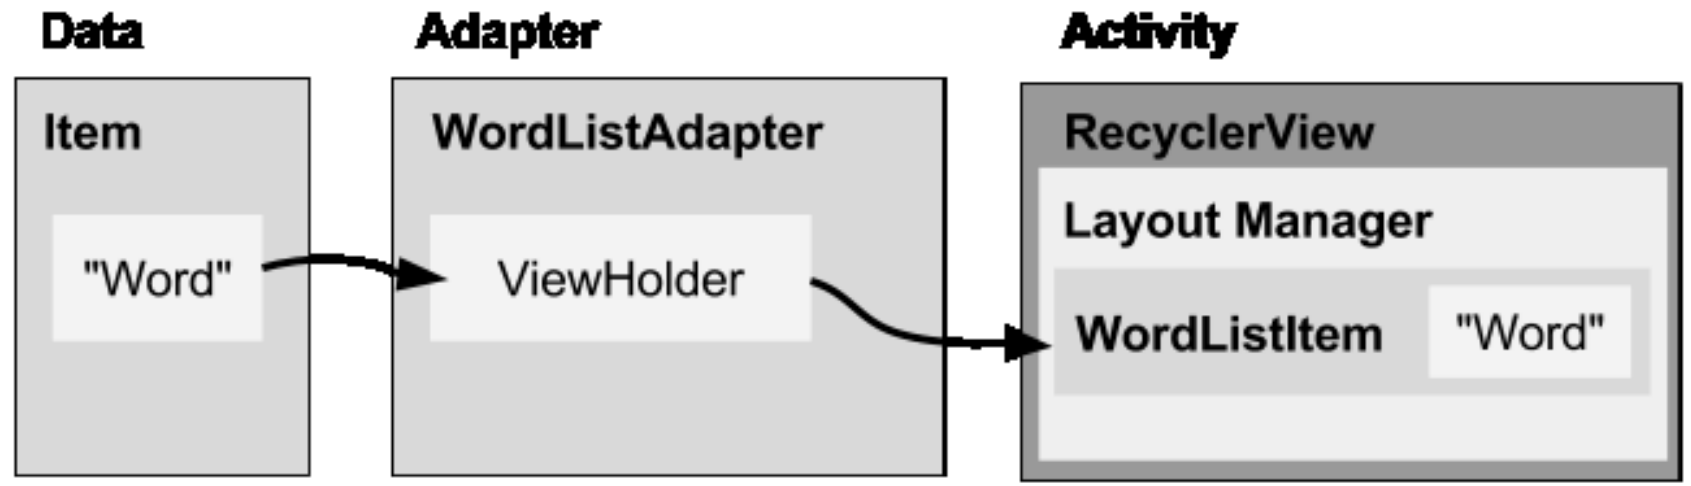 Data
Adapter
Activity
Item
WordListAdapter
RecyclerView
Layout Manager
"Word"
ViewHolder
WordListItem
"Word"